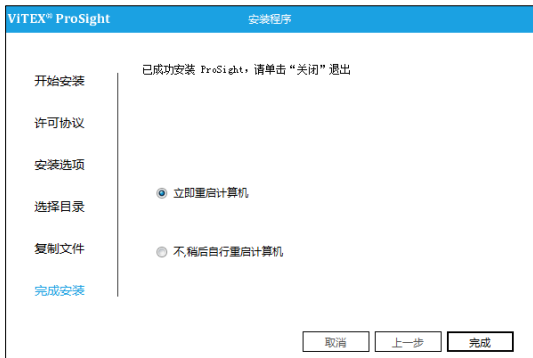 ViTEX® ProSight
安装程序
开始安装
许可协议
安装选项
选择目录
复制文件
完成安装
已成功安装 ProSight，请单击“关闭”退出
立即重启计算机
不,稍后自行重启计算机
取消
上一步
完成